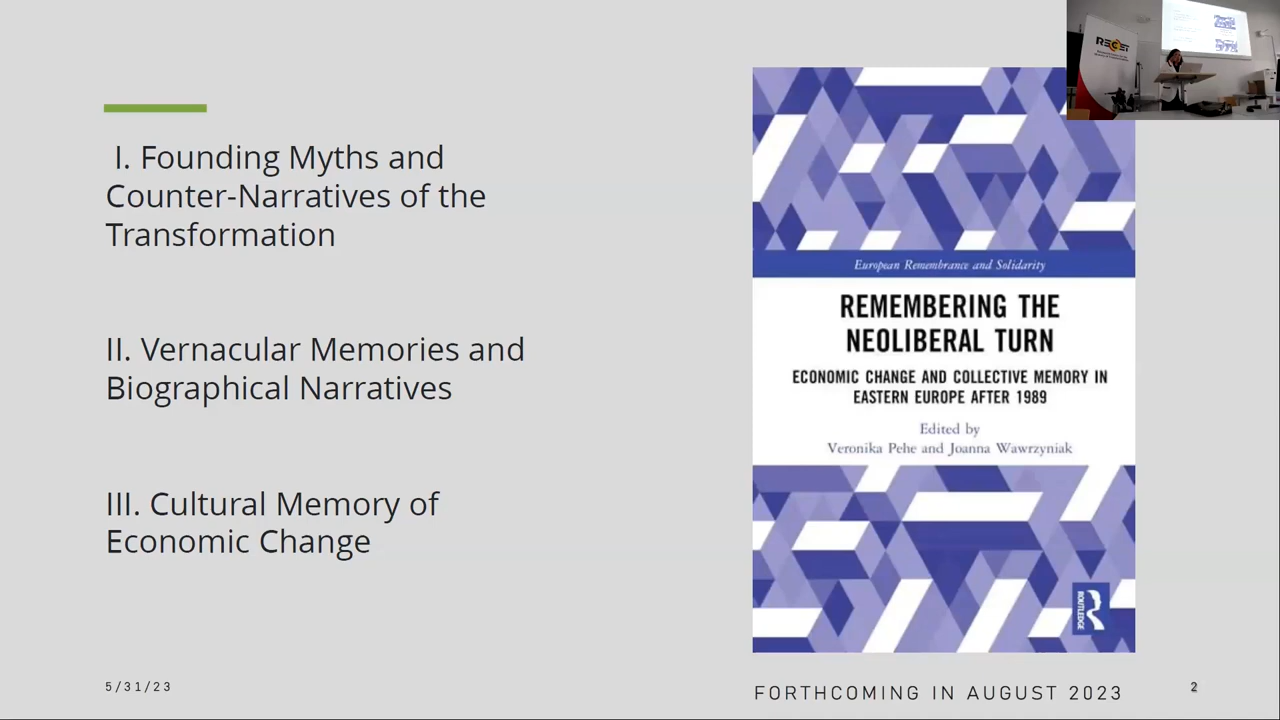 I. Founding Myths and
Counter-Narratives of the
Transformation
II. Vernacular Memories and
Biographical Narratives
III. Cultural Memory of
Economic Change
5/31/23
European Remembrance and Solidarity
REMEMBERING THE
NEOLIBERAL TURN
ECONOMIC CHANGE AND COLLECTIVE MEMORY IN
EASTERN EUROPE AFTER 1989
Edited by
Veronika Pehe and Joanna Wawrzyniak
ROUTLEDGE
FORTHCOMING IN AUGUST 2023
2
RECET